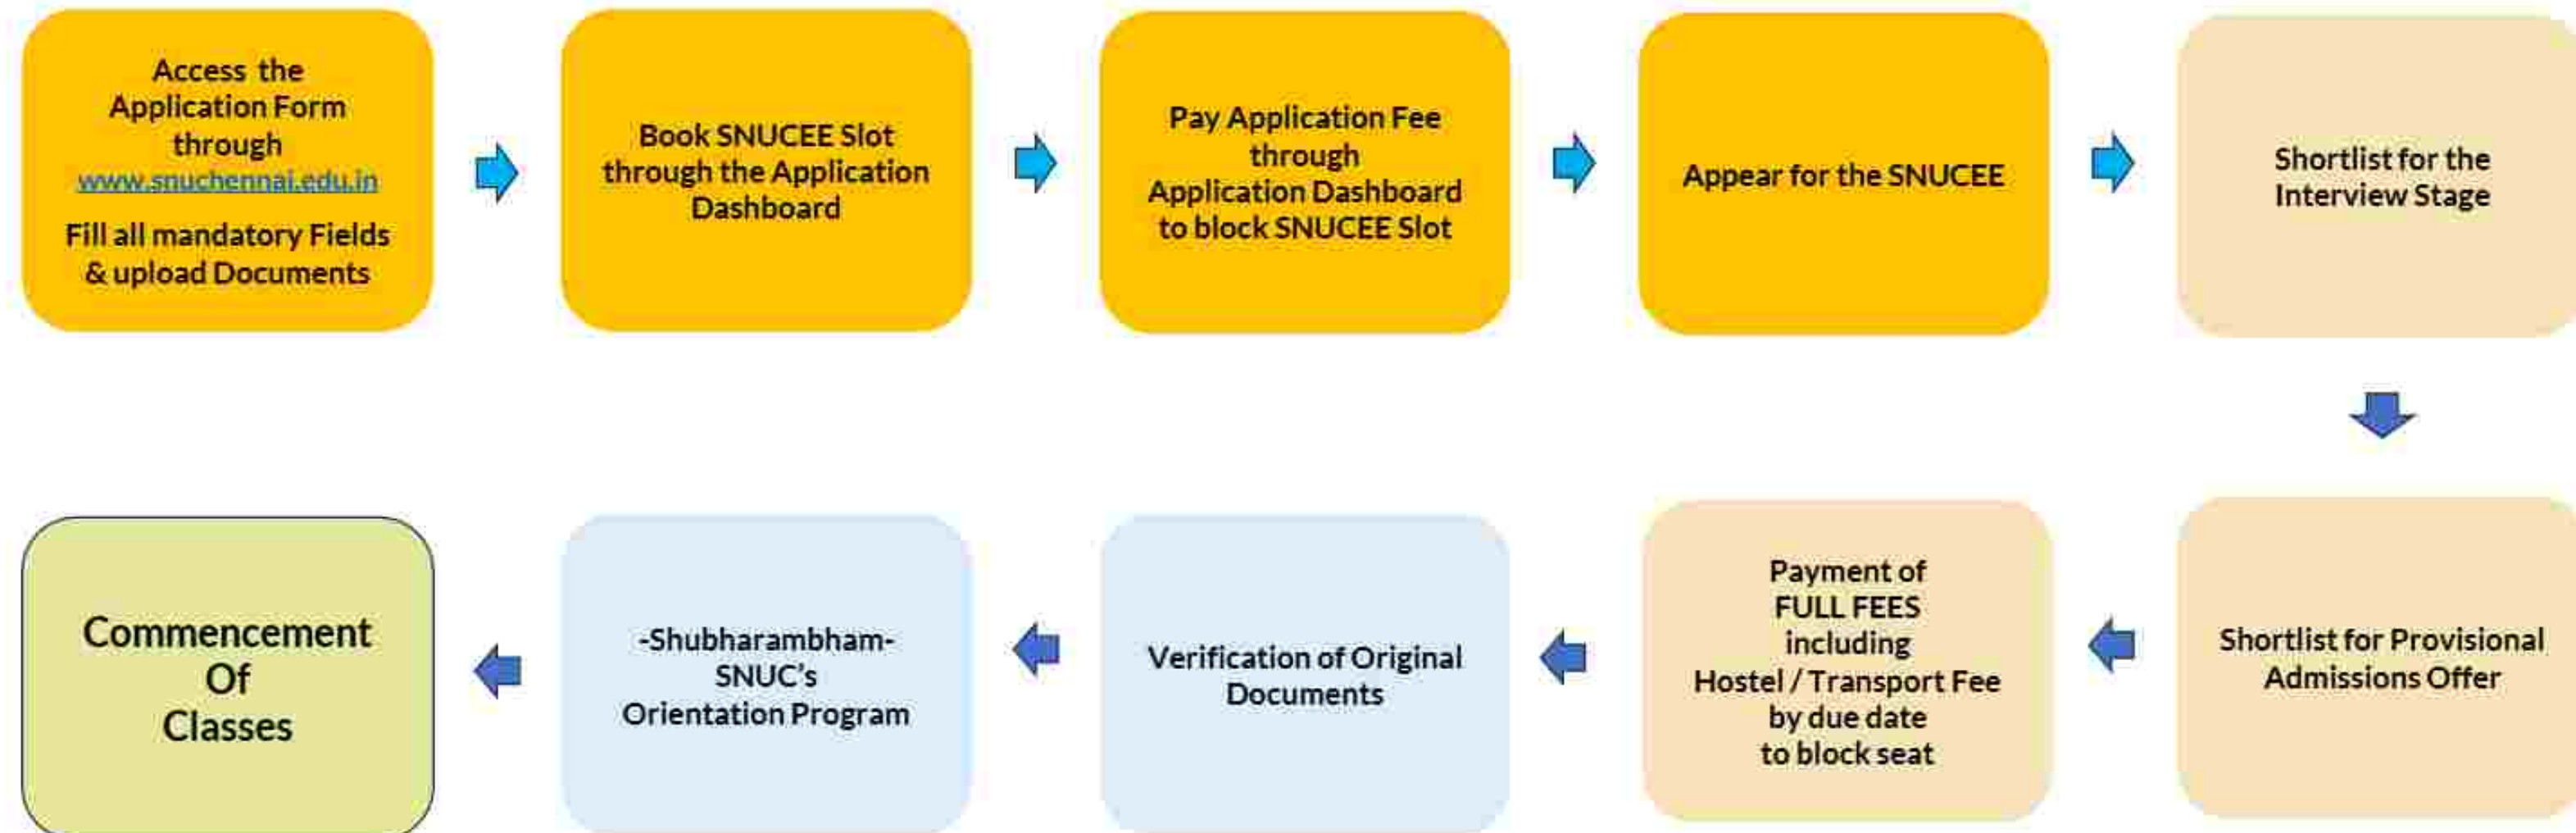 Access the
Application Form
through
www.snuchennai.edu.in
Fill all mandatory Fields
& upload Documents
Book SNUCEE Slot
through the Application
Dashboard
Pay Application Fee
through
Application Dashboard
to block SNUCEE Slot
Appear for the SNUCEE
Shortlist for the
Interview Stage
Shortlist for Provisional
Admissions Offer
Payment of
FULL FEES
including
Hostel / Transport Fee
by due date
to block seat
Verification of Original
Documents
-Shubharambham-
SNUC's
Orientation Program
Commencement
Of
Classes